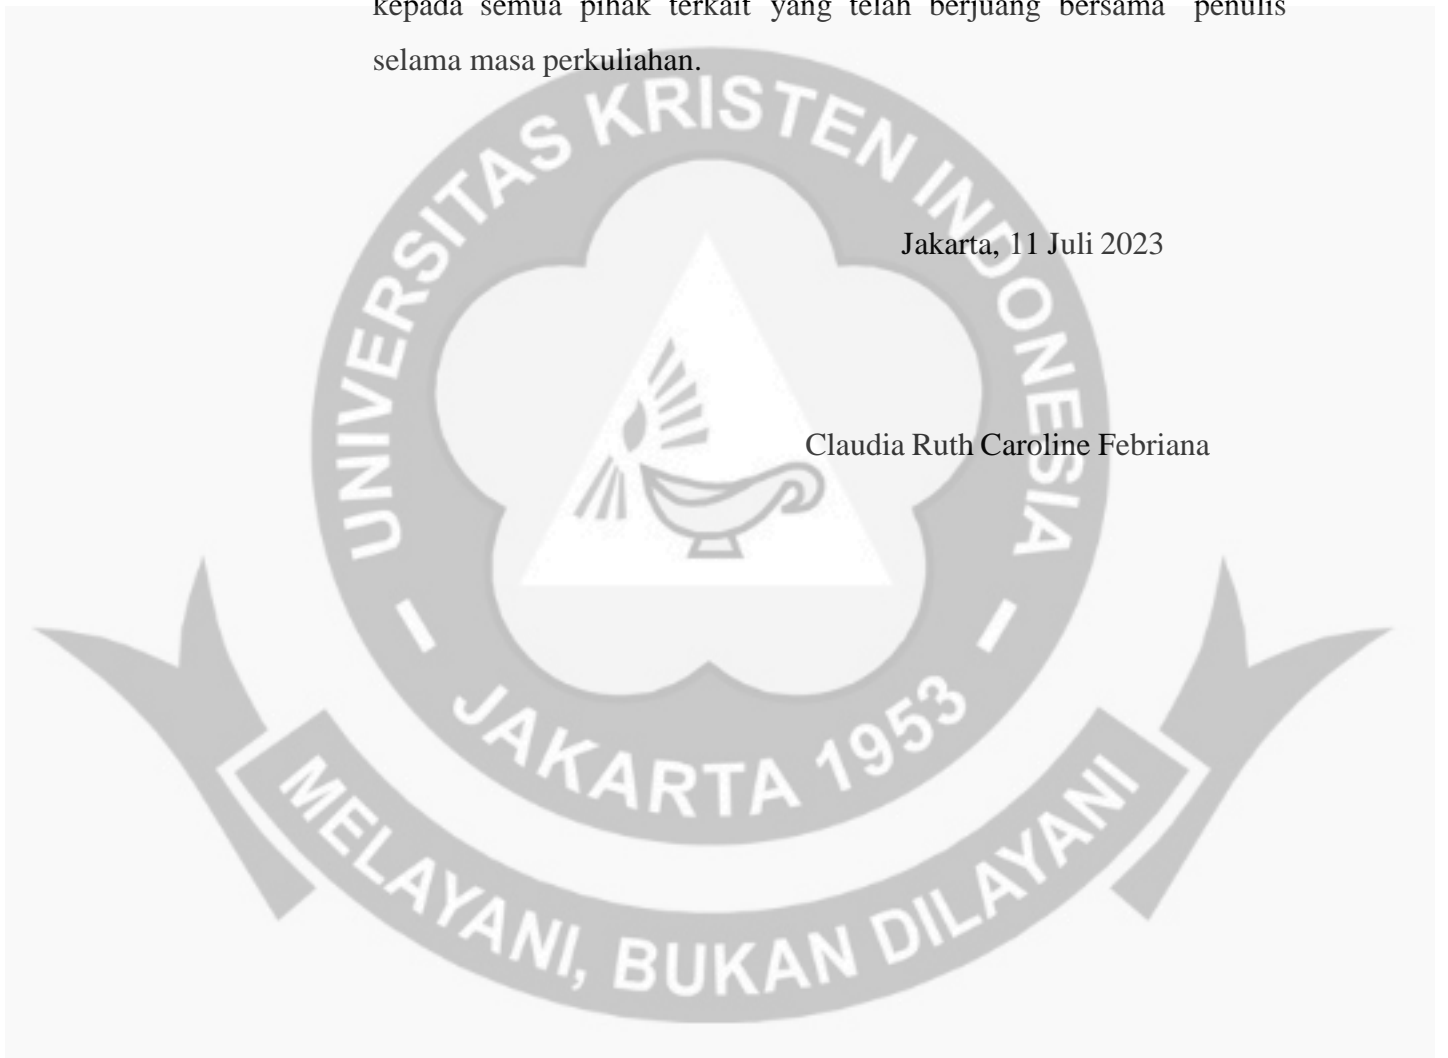 kepada semua pihak terkait yang telah berjuang bersama penulis
selama masa perkuliahan.
Jakarta, 11 Juli 2023
Claudia Ruth Caroline Febriana
UNIVERSITAS KRISTEN INDONESIA
JAKARTA 1953
MELAYANI, BUKAN DILAYANI